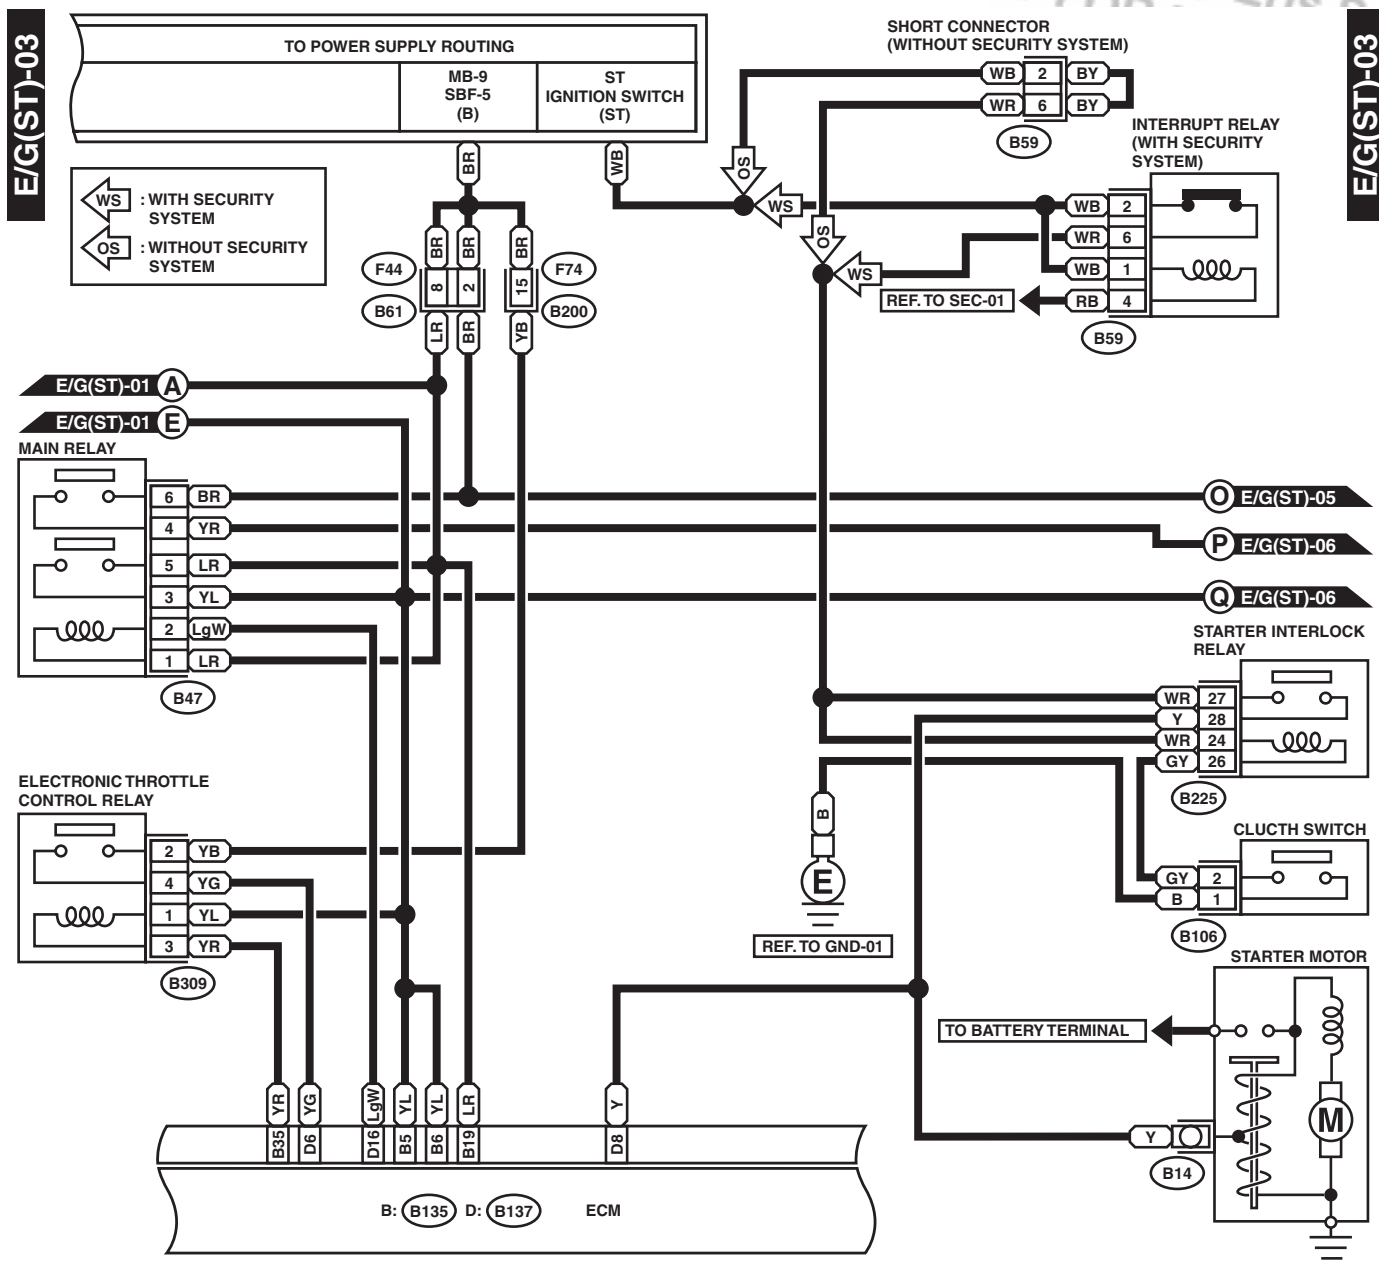 E/G(ST)-03
E/G(ST)-03
TO POWER SUPPLY ROUTING
MB-9
SBF-5
(B)
ST
IGNITION SWITCH
(ST)
SHORT CONNECTOR
(WITHOUT SECURITY SYSTEM)
WB 2 BY
WR 6 BY
B59
INTERRUPT RELAY
(WITH SECURITY
SYSTEM)
WB 2
WR 6
WB 1
RB 4
B59
REF. TO SEC-01
WS : WITH SECURITY
SYSTEM
OS : WITHOUT SECURITY
SYSTEM
BR
WB
OS
WS
OS
WS
BR BR BR
F44 8 2 15 F74
B61 B200
LR BR YB
E/G(ST)-01 A
E/G(ST)-01 E
MAIN RELAY
6 BR
4 YR
5 LR
3 YL
2 LgW
1 LR
B47
O E/G(ST)-05
P E/G(ST)-06
Q E/G(ST)-06
STARTER INTERLOCK
RELAY
WR 27
Y 28
WR 24
GY 26
B225
ELECTRONIC THROTTLE
CONTROL RELAY
2 YB
4 YG
1 YL
3 YR
B309
B
E
REF. TO GND-01
CLUCTH SWITCH
GY 2
B 1
B106
STARTER MOTOR
TO BATTERY TERMINAL
M
Y
B14
YR YG LgW YL YL LR Y
B35 D6 D16 B5 B6 B19 D8
B: B135 D: B137 ECM